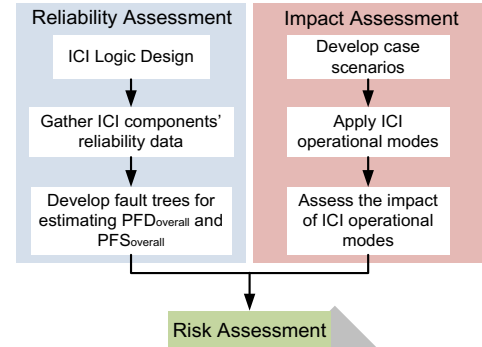 Reliability Assessment
ICI Logic Design
Gather ICI components'
reliability data
Develop fault trees for
estimating PFDoverall and
PFSoverall
Impact Assessment
Develop case
scenarios
Apply ICI
operational modes
Assess the impact
of ICI operational
modes
Risk Assessment